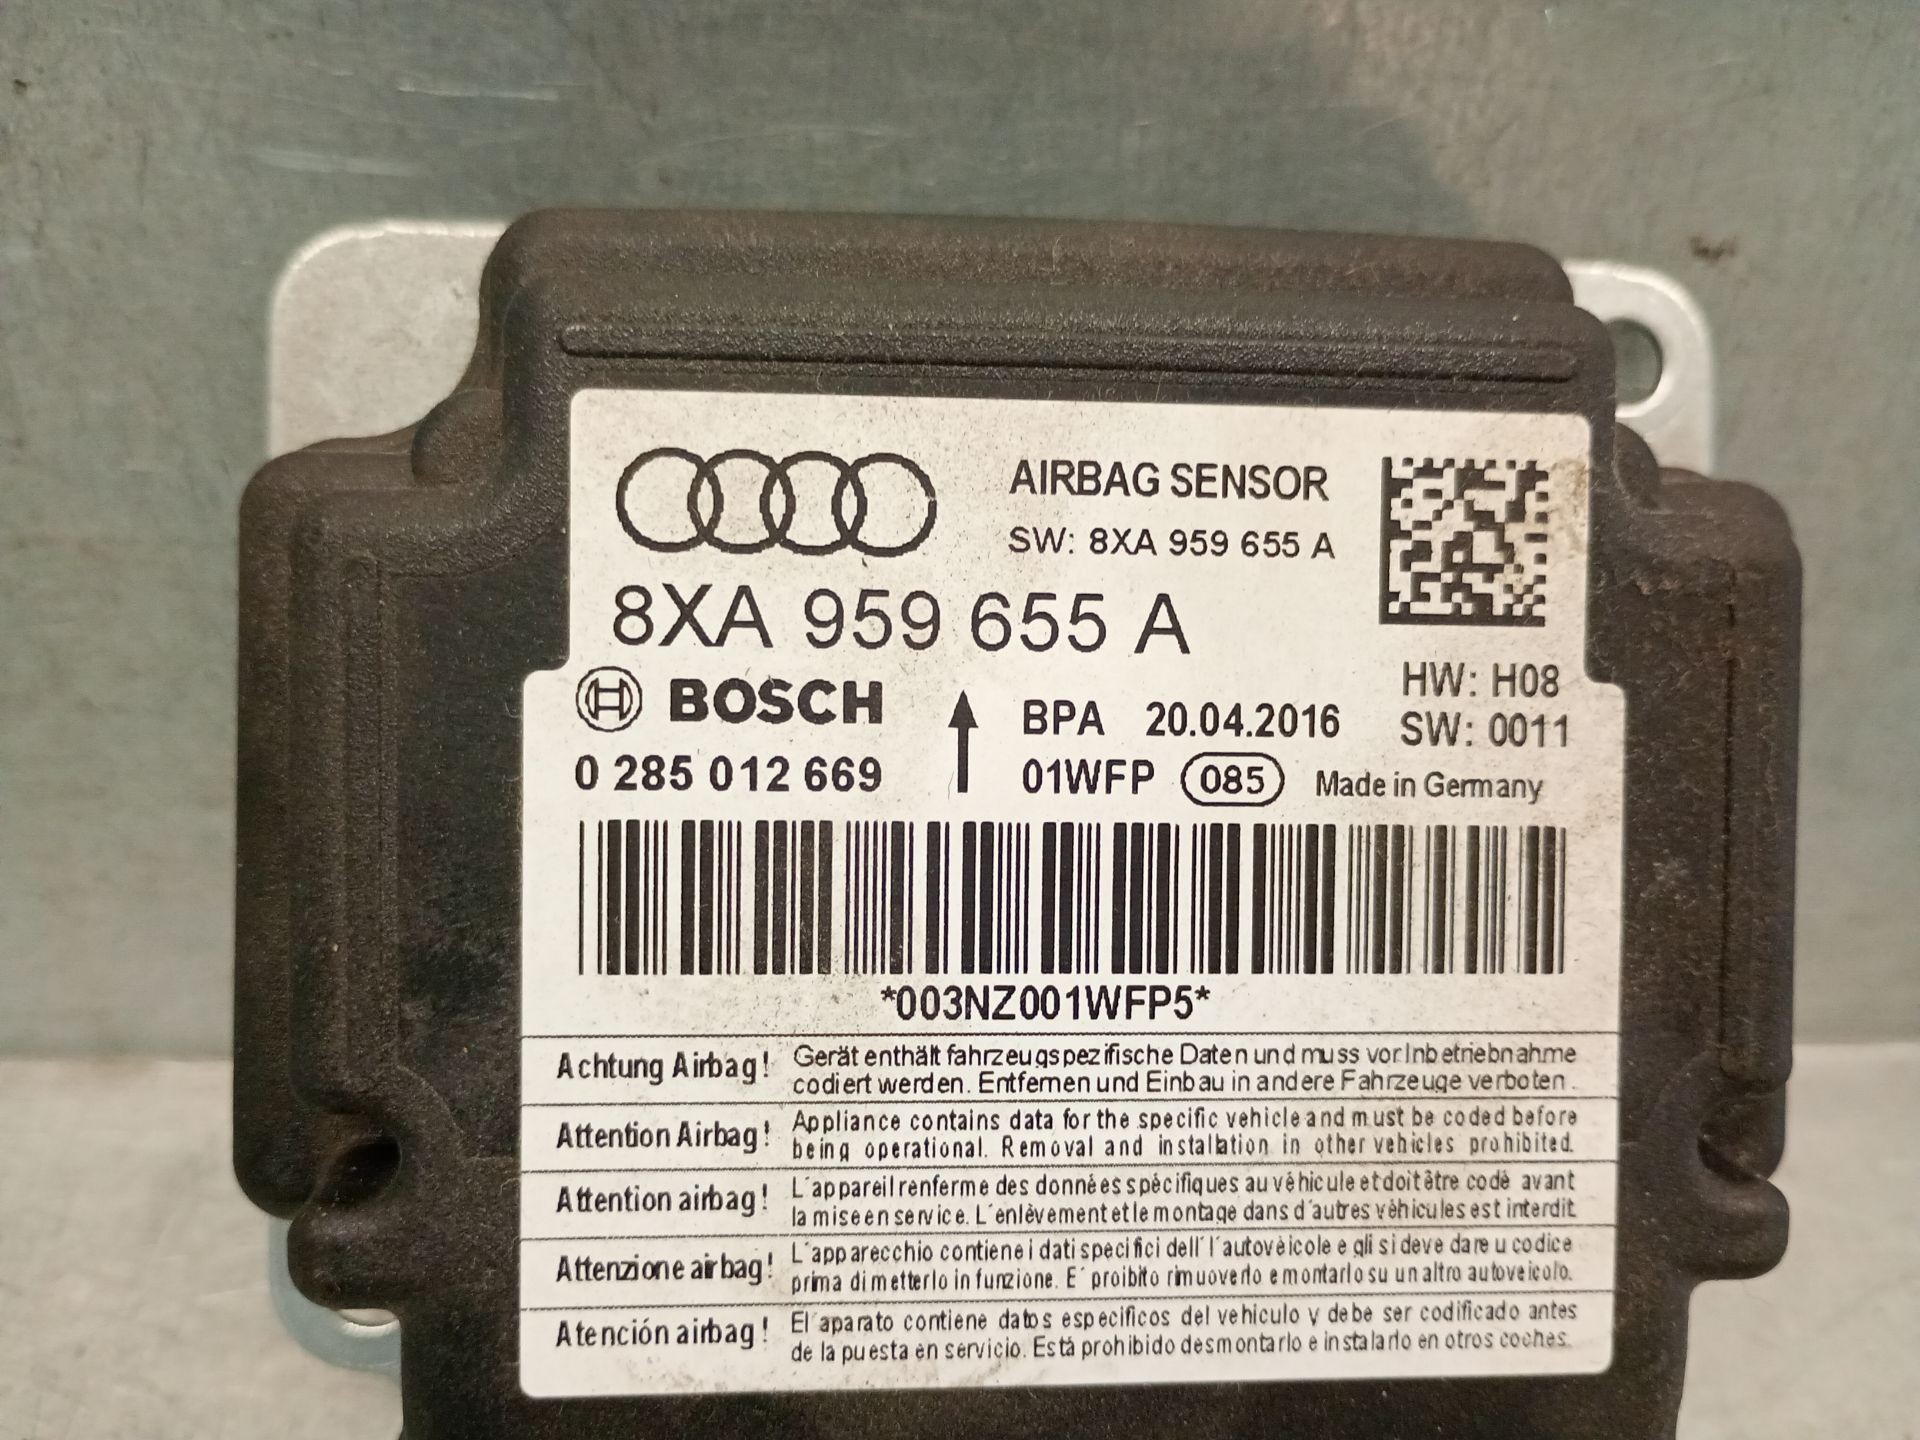 AIRBAG SENSOR
SW: 8XA 959 655 A
8XA 959 655 A
HW: H08
BOSCH
BPA 20.04.2016
SW: 0011
0 285 012 669
01WFP 085 Made in Germany
*003NZ001WFP5*
Achtung Airbag! Gerät enthält fahrzeugspezifische Daten und muss vor Inbetriebnahme
codiert werden. Entfernen und Einbau in andere Fahrzeuge verboten.
Attention Airbag! Appliance contains data for the specific vehicle and must be coded before
being operational. Removal and installation in other vehicles prohibited.
Attention airbag! L´appareil renferme des données spécifiques au véhicule et doit être codé avant
la mise en service. L´enlèvement et le montage dans d´autres véhicules est interdit
Attenzione airbag! L´apparecchio contiene i dati specifici dell´l´autoveicole e gli si deve dare u codice
prima di metterlo in funzione. E´ proibito rimuoverlo e montarlo su un altro autoveicolo.
Atención airbag! El aparato contiene datos específicos del vehiculo y debe ser codificado antes
de la puesta en servicio. Está prohibido desmontarlo e instalarlo en otros coches.